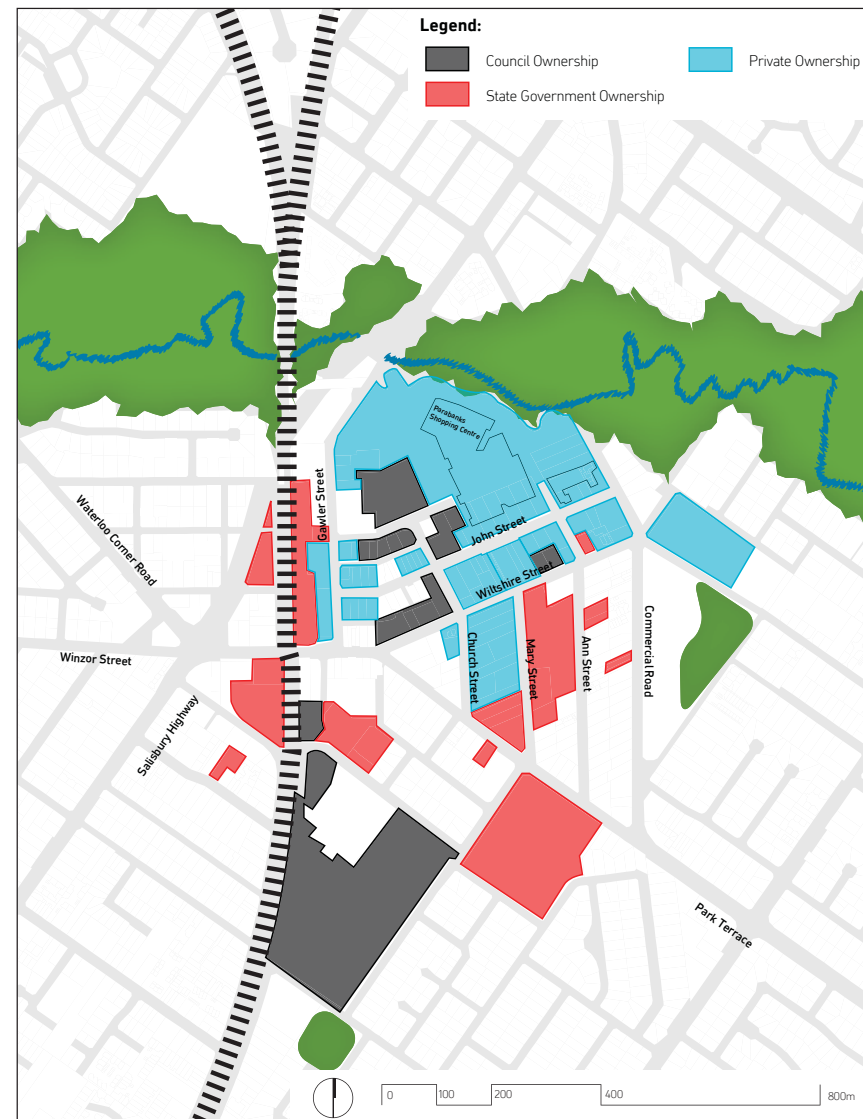 Legend:
Council Ownership
Private Ownership
State Government Ownership
Parabanks
Shopping Centre
Gawler Street
John Street
Waterloo Corner Road
Wiltshire Street
Winzor Street
Church Street
Mary Street
Ann Street
Commercial Road
Salisbury Highway
Park Terrace
0
100
200
400
800m